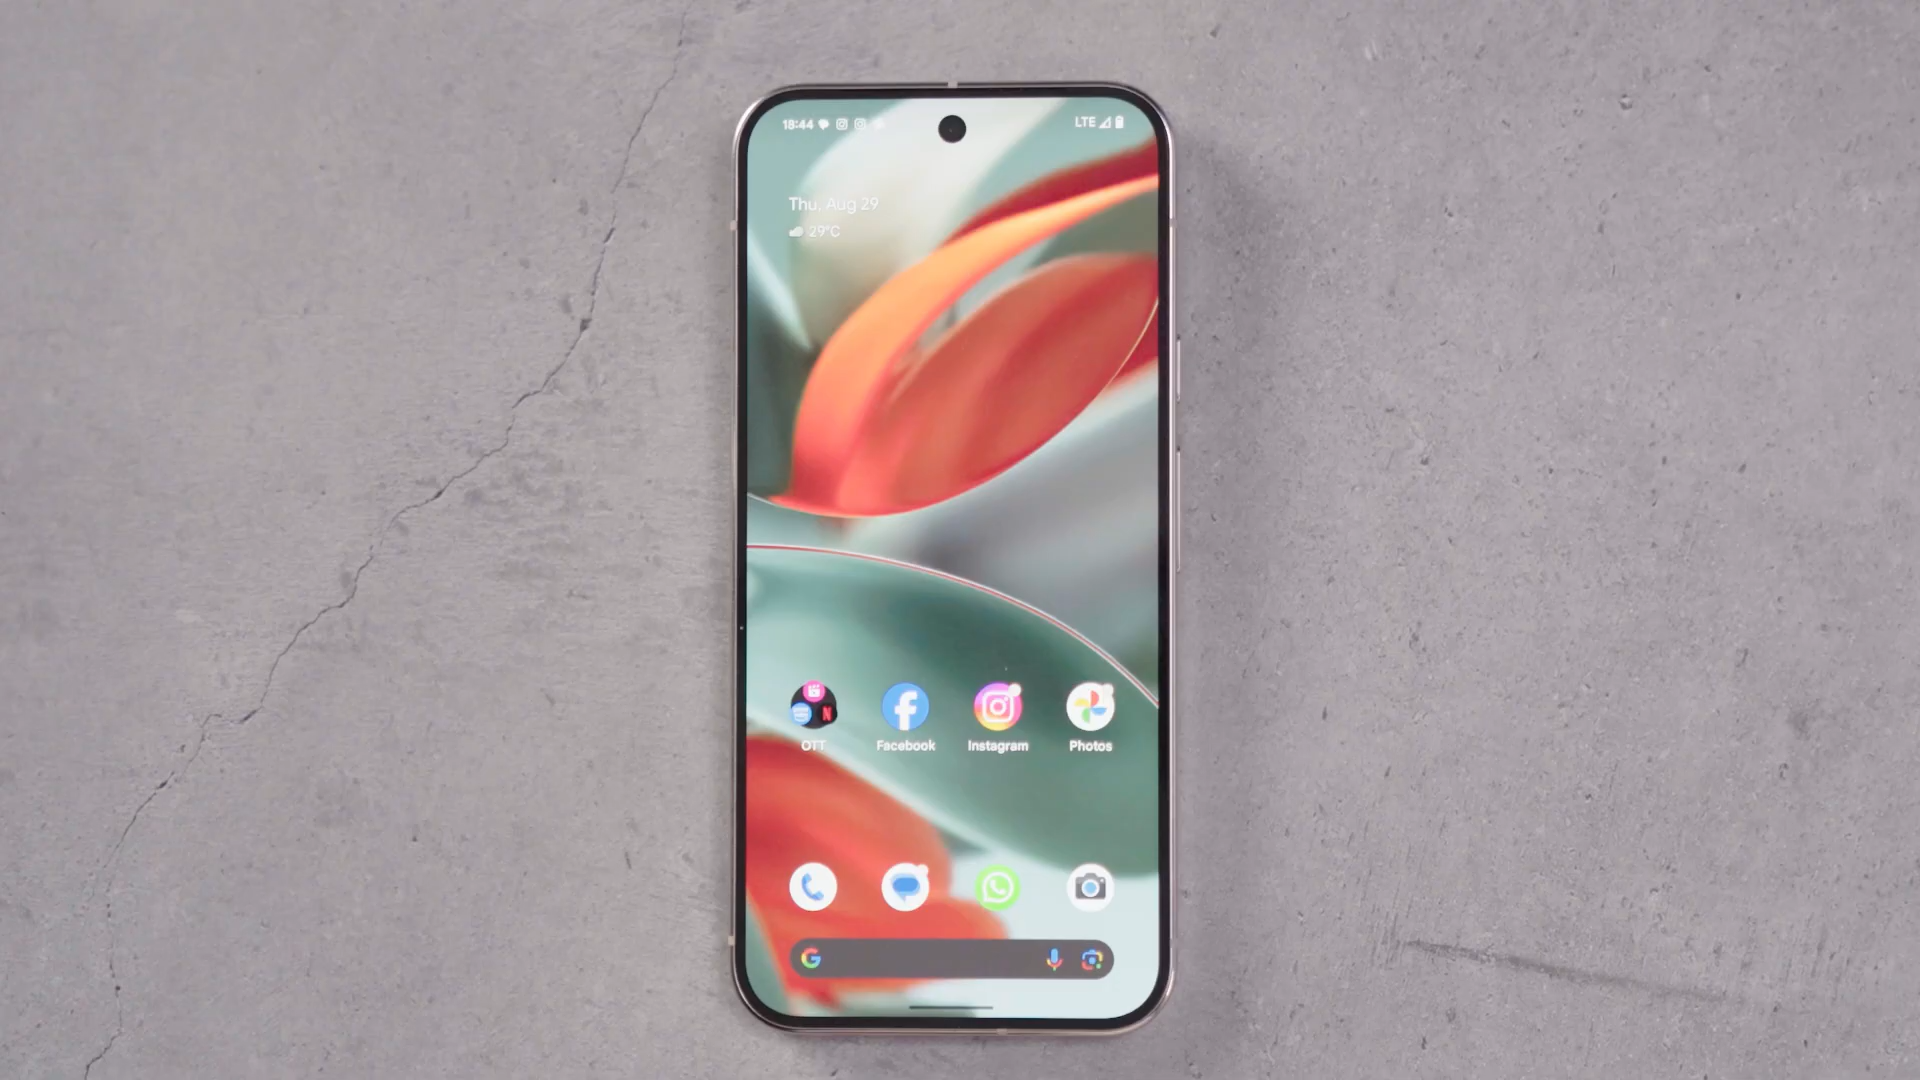 18:44
LTE
Thu, Aug 29
29°C
OTT
Facebook
Instagram
Photos